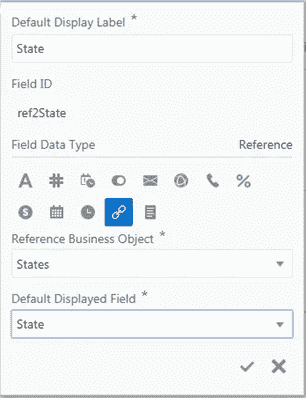 Default Display Label *
State
Field ID
ref2State
Field Data Type Reference
A # %
$
Reference Business Object *
States
Default Displayed Field *
State